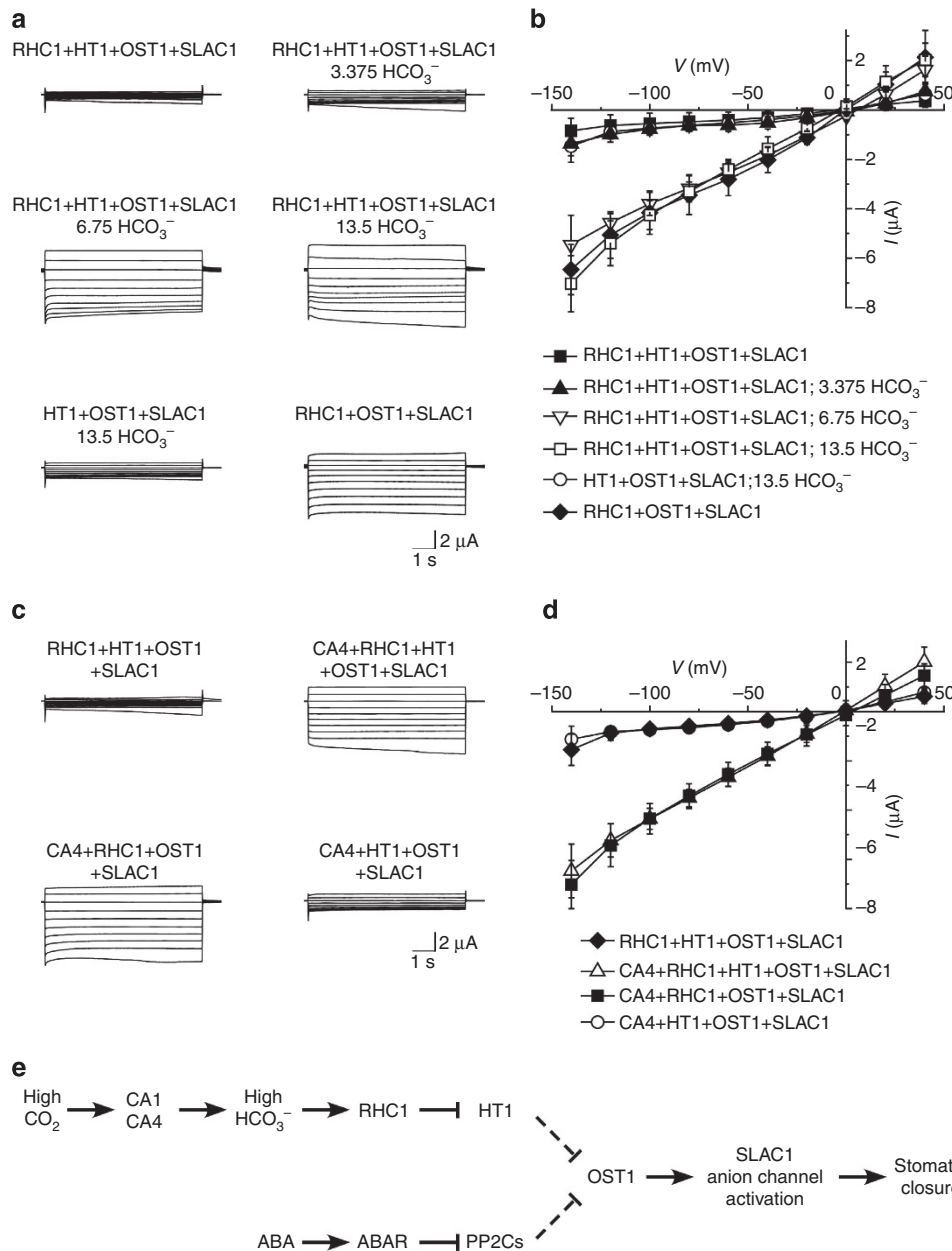 a
RHC1+HT1+OST1+SLAC1
RHC1+HT1+OST1+SLAC1
3.375 HCO3−
RHC1+HT1+OST1+SLAC1
6.75 HCO3−
RHC1+HT1+OST1+SLAC1
13.5 HCO3−
HT1+OST1+SLAC1
13.5 HCO3−
RHC1+OST1+SLAC1
2 μA
1 s
b
V (mV)
−150 −100 −50 0 50
2
−2
−4
−6
−8
I (μA)
RHC1+HT1+OST1+SLAC1
RHC1+HT1+OST1+SLAC1; 3.375 HCO3−
RHC1+HT1+OST1+SLAC1; 6.75 HCO3−
RHC1+HT1+OST1+SLAC1; 13.5 HCO3−
HT1+OST1+SLAC1;13.5 HCO3−
RHC1+OST1+SLAC1
c
RHC1+HT1+OST1
+SLAC1
CA4+RHC1+HT1
+OST1+SLAC1
CA4+RHC1+OST1
+SLAC1
CA4+HT1+OST1
+SLAC1
2 μA
1 s
d
V (mV)
−150 −100 −50 0 50
2
−2
−4
−6
−8
I (μA)
RHC1+HT1+OST1+SLAC1
CA4+RHC1+HT1+OST1+SLAC1
CA4+RHC1+OST1+SLAC1
CA4+HT1+OST1+SLAC1
e
High
CO2
CA1
CA4
High
HCO3−
RHC1
HT1
OST1
SLAC1
anion channel
activation
Stomat
closure
ABA
ABAR
PP2Cs